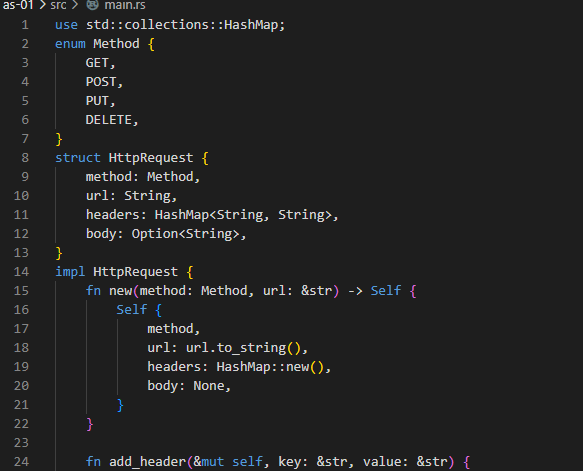 as-01 > src > main.rs
1 use std::collections::HashMap;
2 enum Method {
3     GET,
4     POST,
5     PUT,
6     DELETE,
7 }
8 struct HttpRequest {
9     method: Method,
10     url: String,
11     headers: HashMap<String, String>,
12     body: Option<String>,
13 }
14 impl HttpRequest {
15     fn new(method: Method, url: &str) -> Self {
16         Self {
17             method,
18             url: url.to_string(),
19             headers: HashMap::new(),
20             body: None,
21         }
22     }
23
24     fn add_header(&mut self, key: &str, value: &str) {